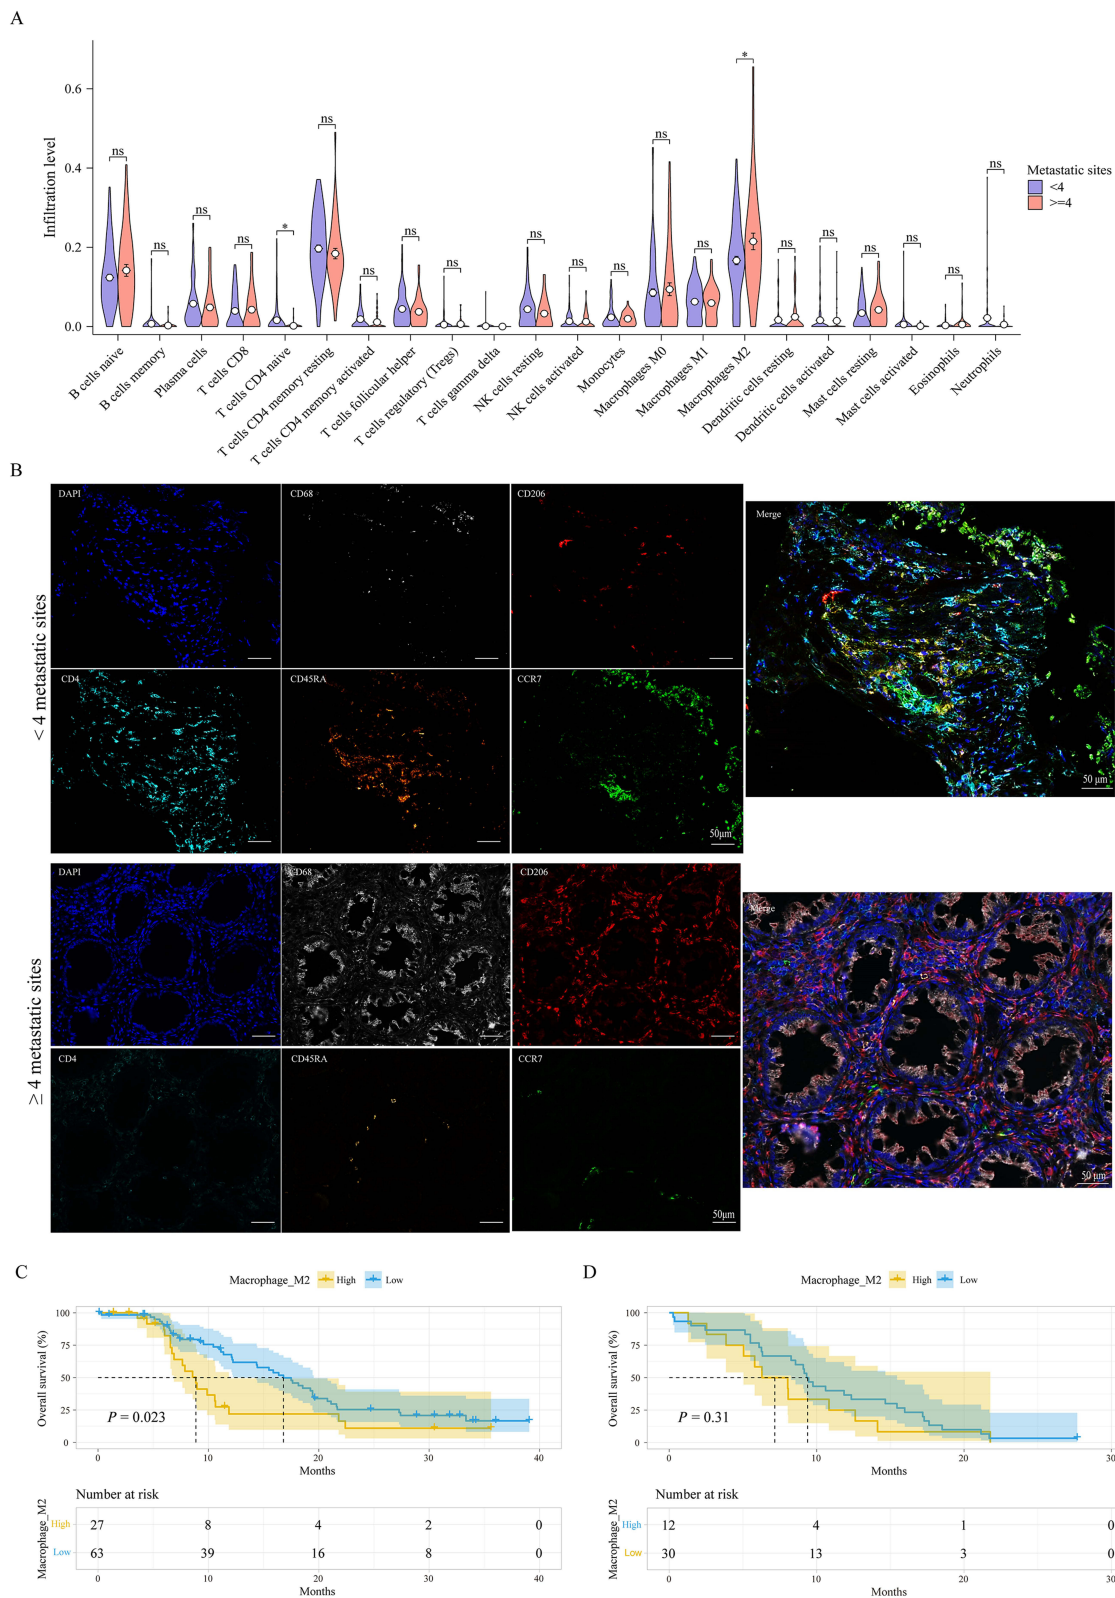 A
Infiltration level
0.6
0.4
0.2
0.0
ns
ns
ns
ns
*
ns
ns
ns
ns
ns
ns
ns
ns
ns
*
ns
ns
ns
ns
ns
ns
Metastatic sites
<4
>=4
B cells naive
B cells memory
Plasma cells
T cells CD8
T cells CD4 naive
T cells CD4 memory resting
T cells CD4 memory activated
T cells follicular helper
T cells regulatory (Tregs)
T cells gamma delta
NK cells resting
NK cells activated
Monocytes
Macrophages M0
Macrophages M1
Macrophages M2
Dendritic cells resting
Dendritic cells activated
Mast cells resting
Mast cells activated
Eosinophils
Neutrophils
B
< 4 metastatic sites
DAPI
CD68
CD206
Merge
CD4
CD45RA
CCR7
50μm
50 μm
≥ 4 metastatic sites
DAPI
CD68
CD206
Merge
CD4
CD45RA
CCR7
50μm
50 μm
C
Macrophage_M2 High Low
Overall survival (%)
100
75
50
25
0
P = 0.023
0 10 20 30 40
Months
Number at risk
Macrophage_M2
High 27 8 4 2 0
Low 63 39 16 8 0
0 10 20 30 40
Months
D
Macrophage_M2 High Low
Overall survival (%)
100
75
50
25
0
P = 0.31
0 10 20 30
Months
Number at risk
Macrophage_M2
High 12 4 1 0
Low 30 13 3 0
0 10 20 30
Months